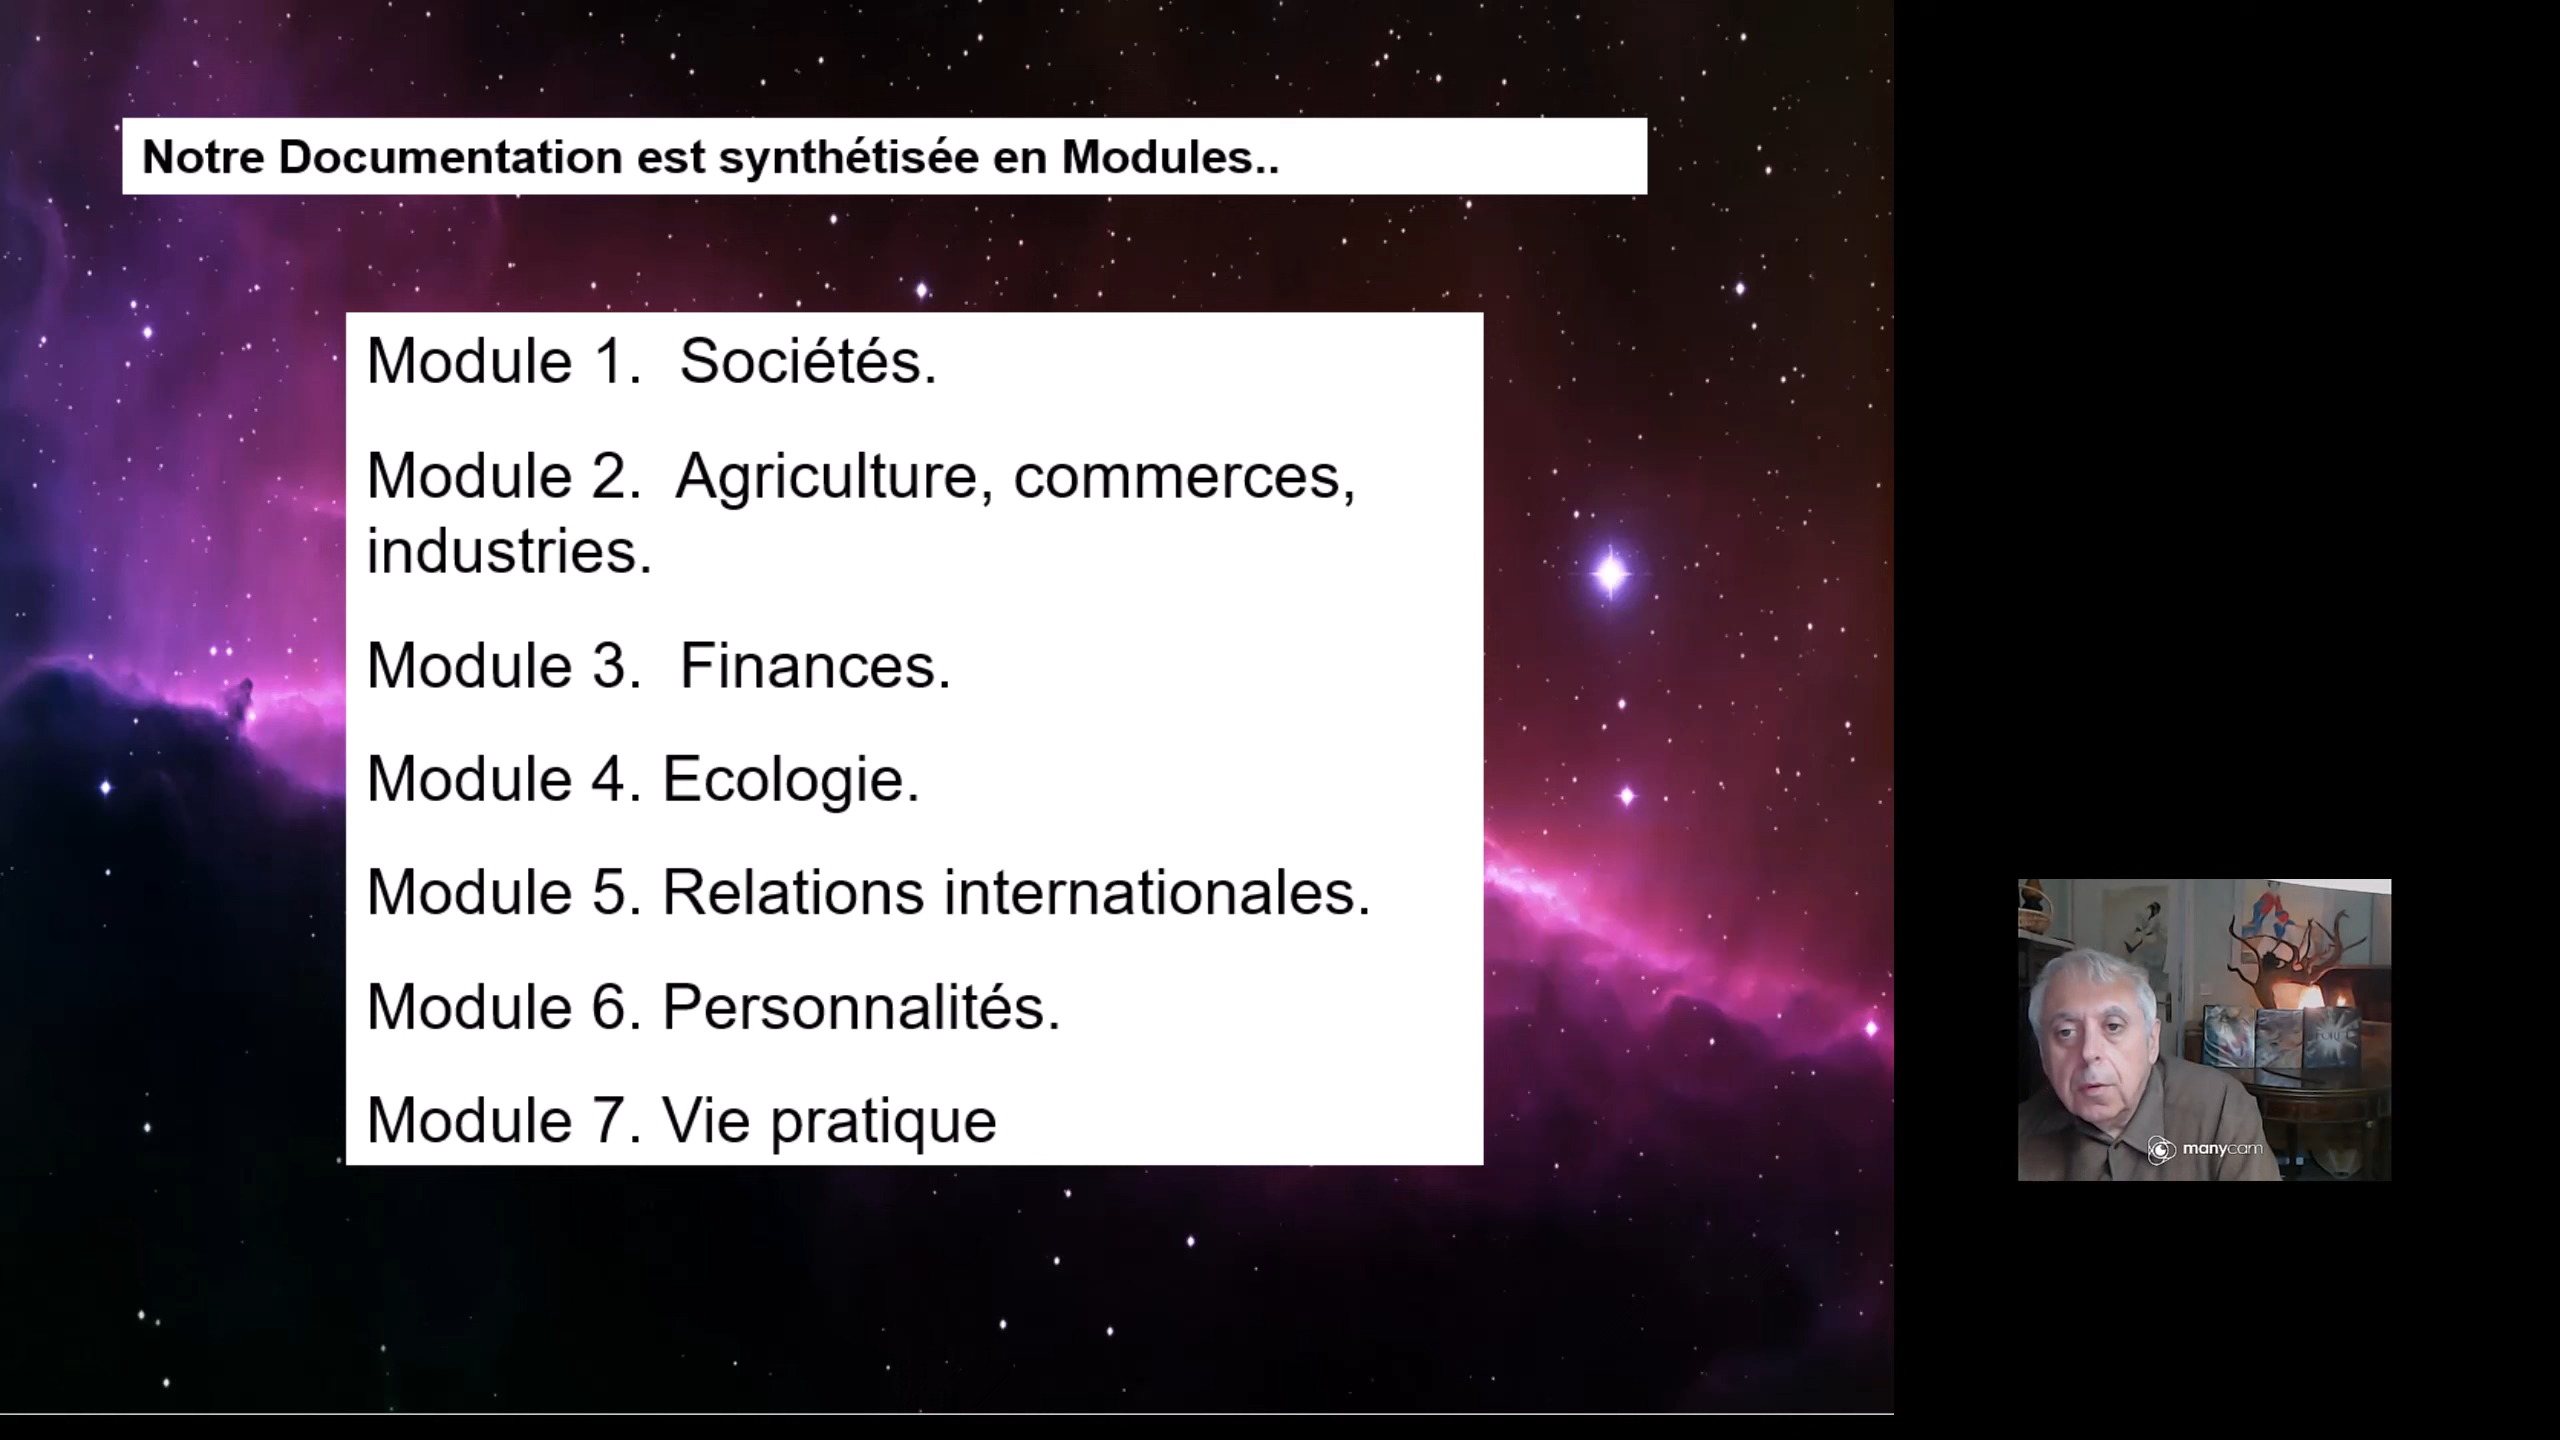 Notre Documentation est synthétisée en Modules..
Module 1.  Sociétés.
Module 2.  Agriculture, commerces,
industries.
Module 3.  Finances.
Module 4. Ecologie.
Module 5. Relations internationales.
Module 6. Personnalités.
Module 7. Vie pratique
manycam